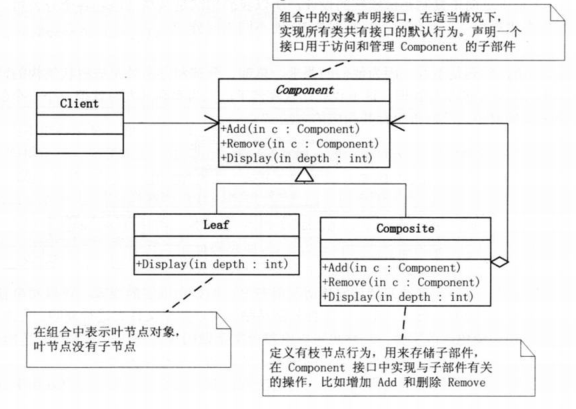 组合中的对象声明接口，在适当情况下，
实现所有类共有接口的默认行为。声明一个
接口用于访问和管理 Component 的子部件
Client
Component
+Add(in c : Component)
+Remove(in c : Component)
+Display(in depth : int)
Leaf
+Display(in depth : int)
Composite
+Add(in c : Component)
+Remove(in c : Component)
+Display(in depth : int)
在组合中表示叶节点对象，
叶节点没有子节点
定义有枝节点行为，用来存储子部件，
在 Component 接口中实现与子部件有关
的操作，比如增加 Add 和删除 Remove